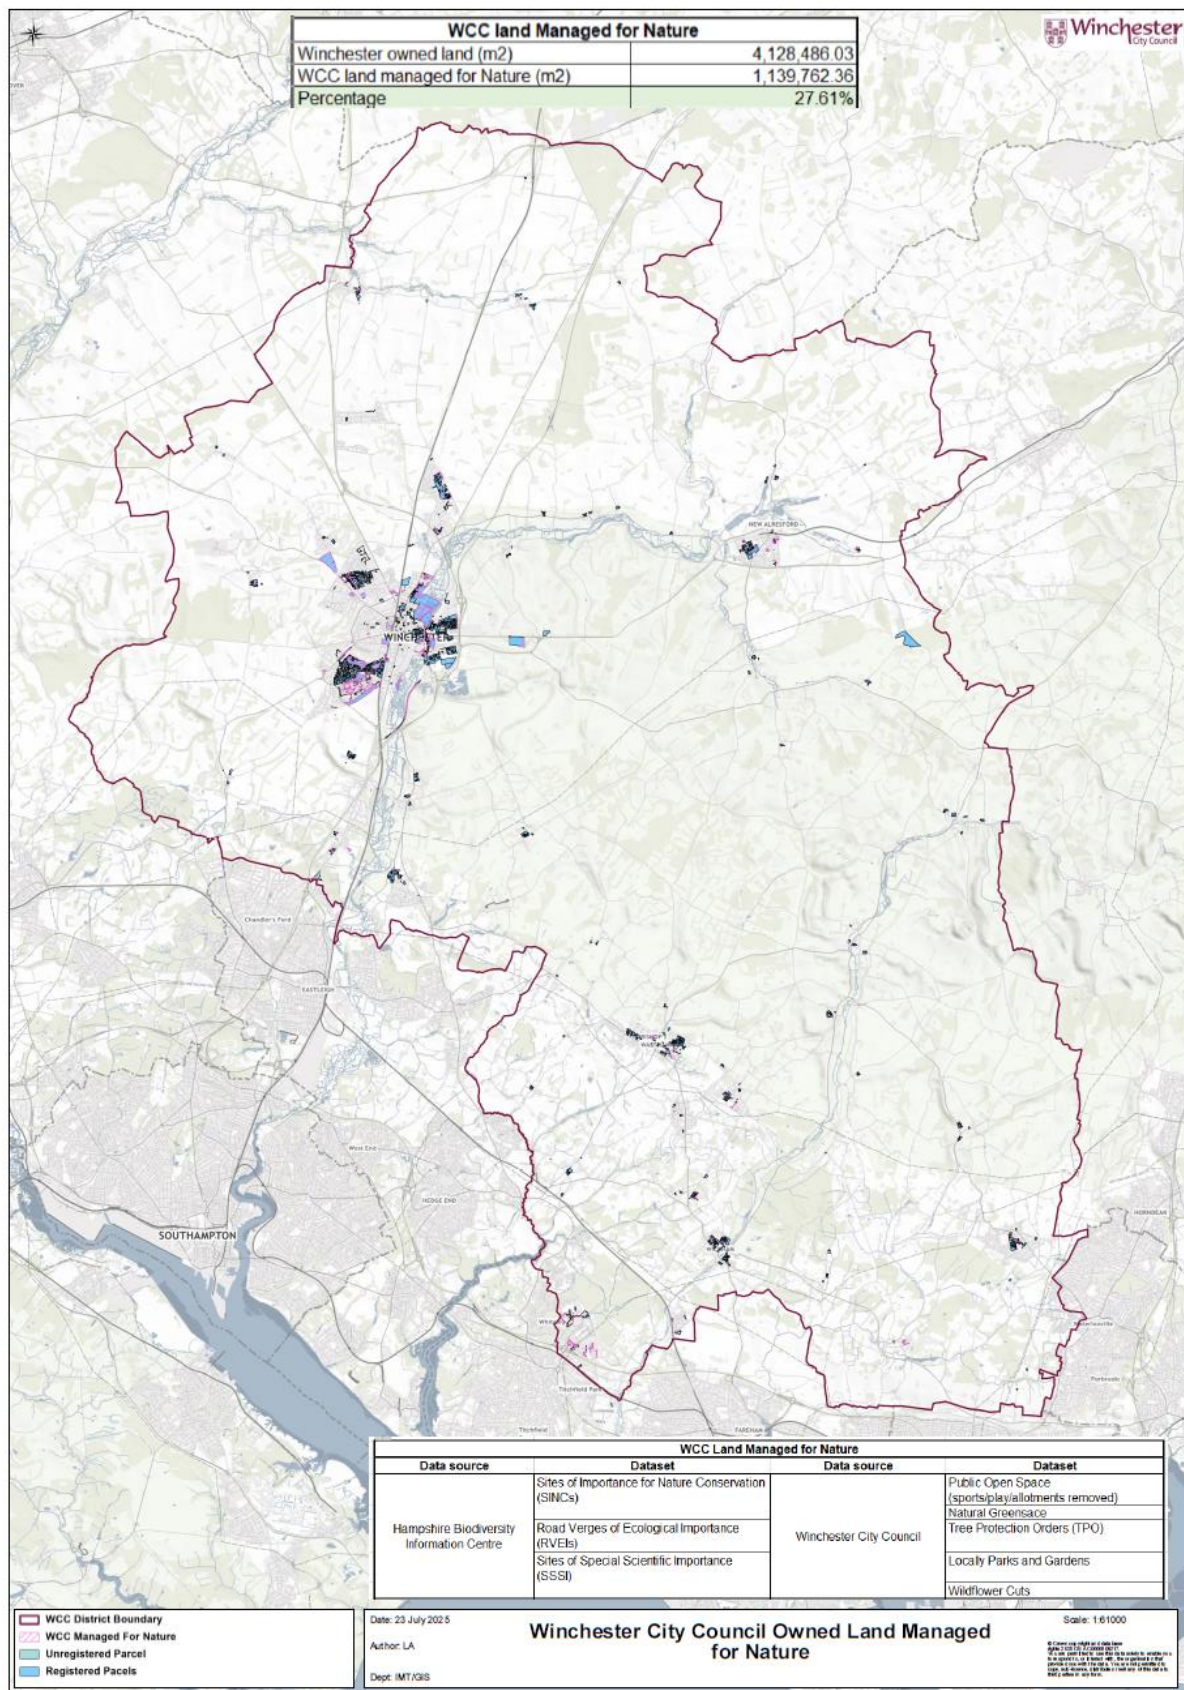 WCC land Managed for Nature
Winchester owned land (m2) 4,128,486.03
WCC land managed for Nature (m2) 1,139,762.36
Percentage 27.61%
Winchester
City Council
NEW ALRESFORD
WINCHESTER
Chandler's Ford
EASTLEIGH
West End
HEDGE END
SOUTHAMPTON
HORNDEAN
Titchfield Park
Titchfield
FAREHAM
WCC Land Managed for Nature
Data source Dataset Data source Dataset
Hampshire Biodiversity
Information Centre
Sites of Importance for Nature Conservation
(SINCs)
Road Verges of Ecological Importance
(RVEIs)
Sites of Special Scientific Importance
(SSSI)
Winchester City Council
Public Open Space
(sports/play/allotments removed)
Natural Greensace
Tree Protection Orders (TPO)
Locally Parks and Gardens
Wildflower Cuts
WCC District Boundary
WCC Managed For Nature
Unregistered Parcel
Registered Pacels
Date: 23 July 2025
Author: LA
Dept: IMT/GIS
Winchester City Council Owned Land Managed
for Nature
Scale: 1:61000